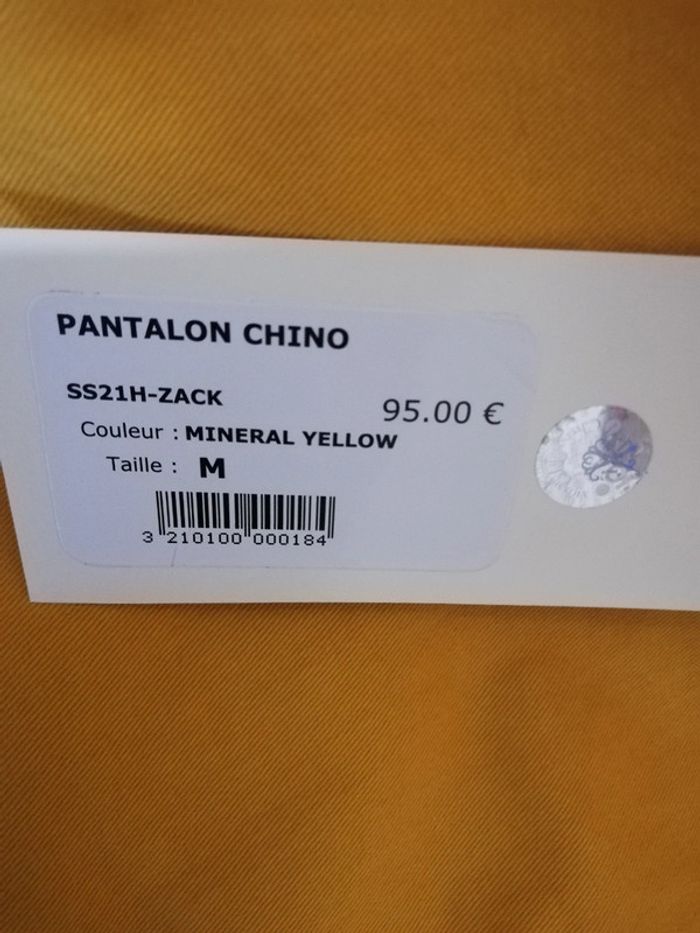 PANTALON CHINO
SS21H-ZACK
95.00 €
Couleur : MINERAL YELLOW
Taille : M
3 210100 000184